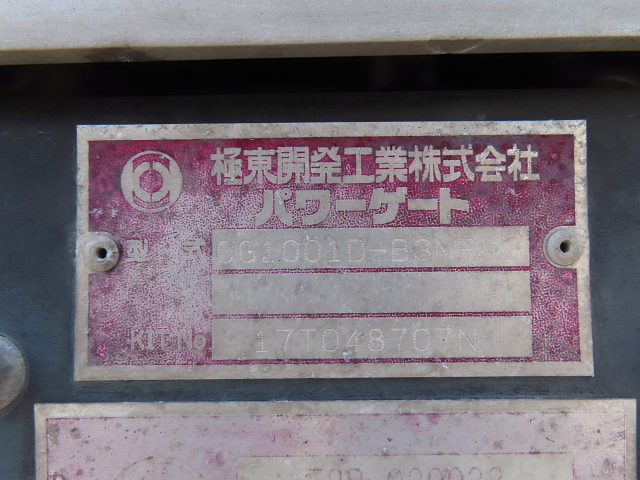 極東開発工業株式会社
パワーゲート
型 式 CG1001D-B3M
KIT No 17T048707N